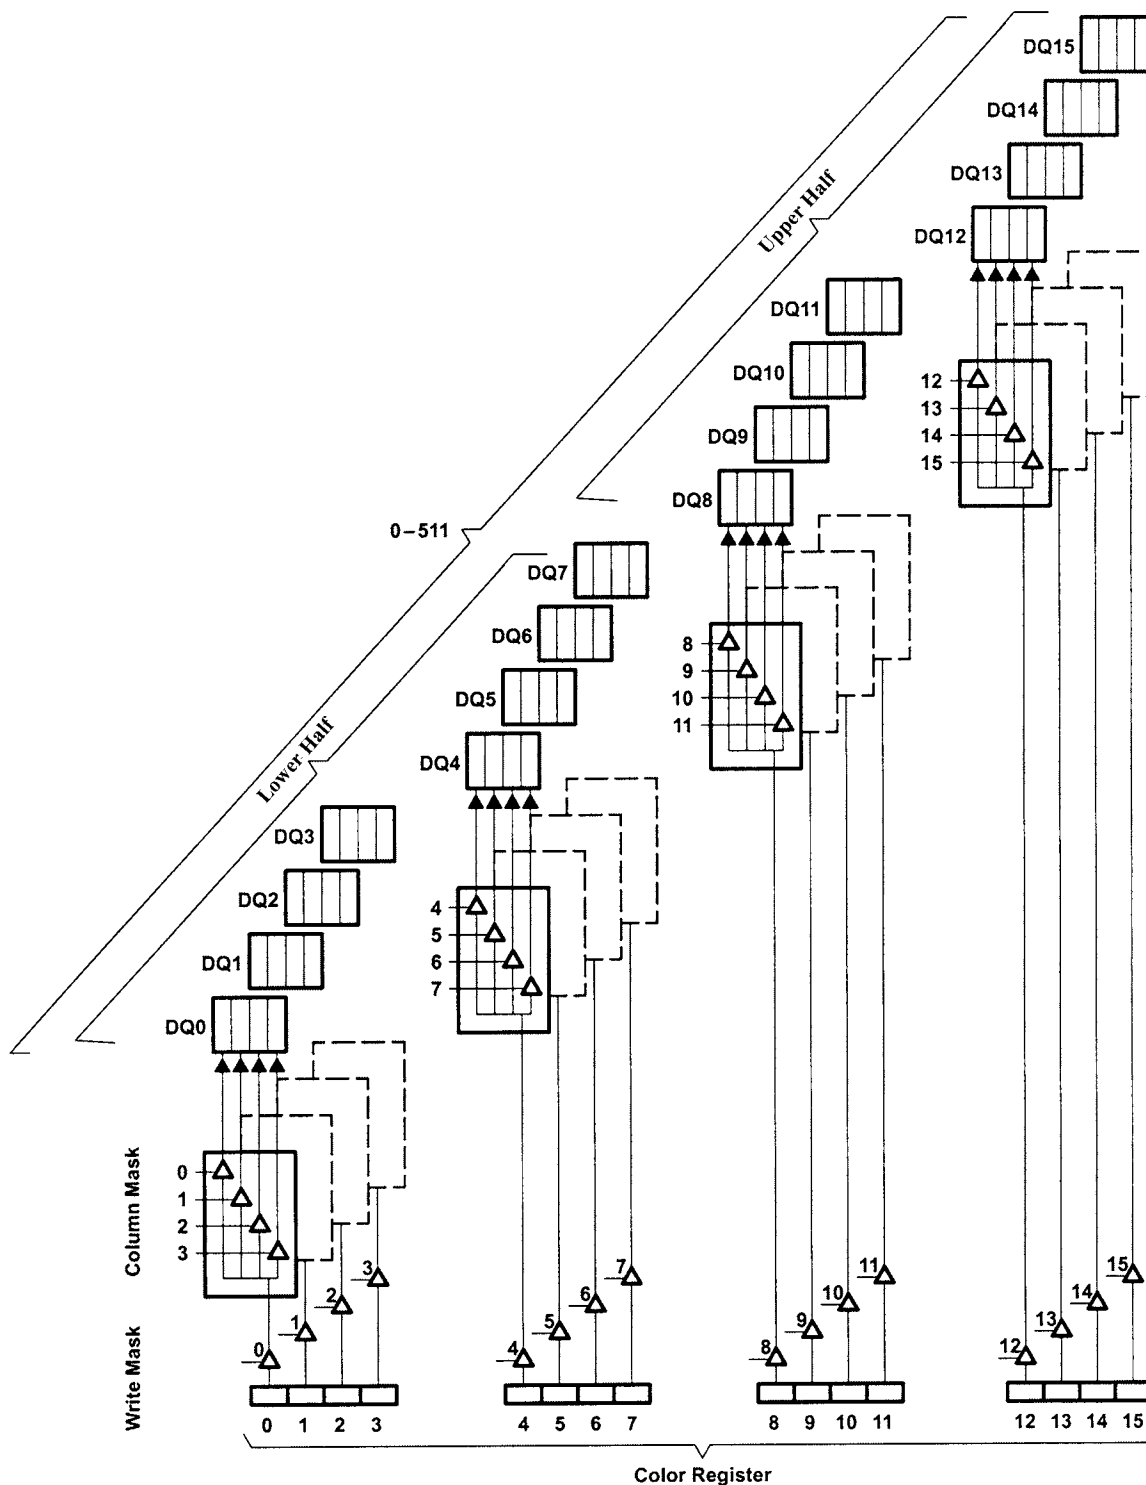 DQ15
DQ14
DQ13
DQ12
Upper Half
DQ11
DQ10
DQ9
DQ8
12
13
14
15
0–511
DQ7
DQ6
DQ5
DQ4
8
9
10
11
Lower Half
DQ3
DQ2
DQ1
DQ0
4
5
6
7
Column Mask
0
1
2
3
Write Mask
0 1 2 3
4 5 6 7
8 9 10 11
12 13 14 15
0 1 2 3 4 5 6 7 8 9 10 11 12 13 14 15
Color Register